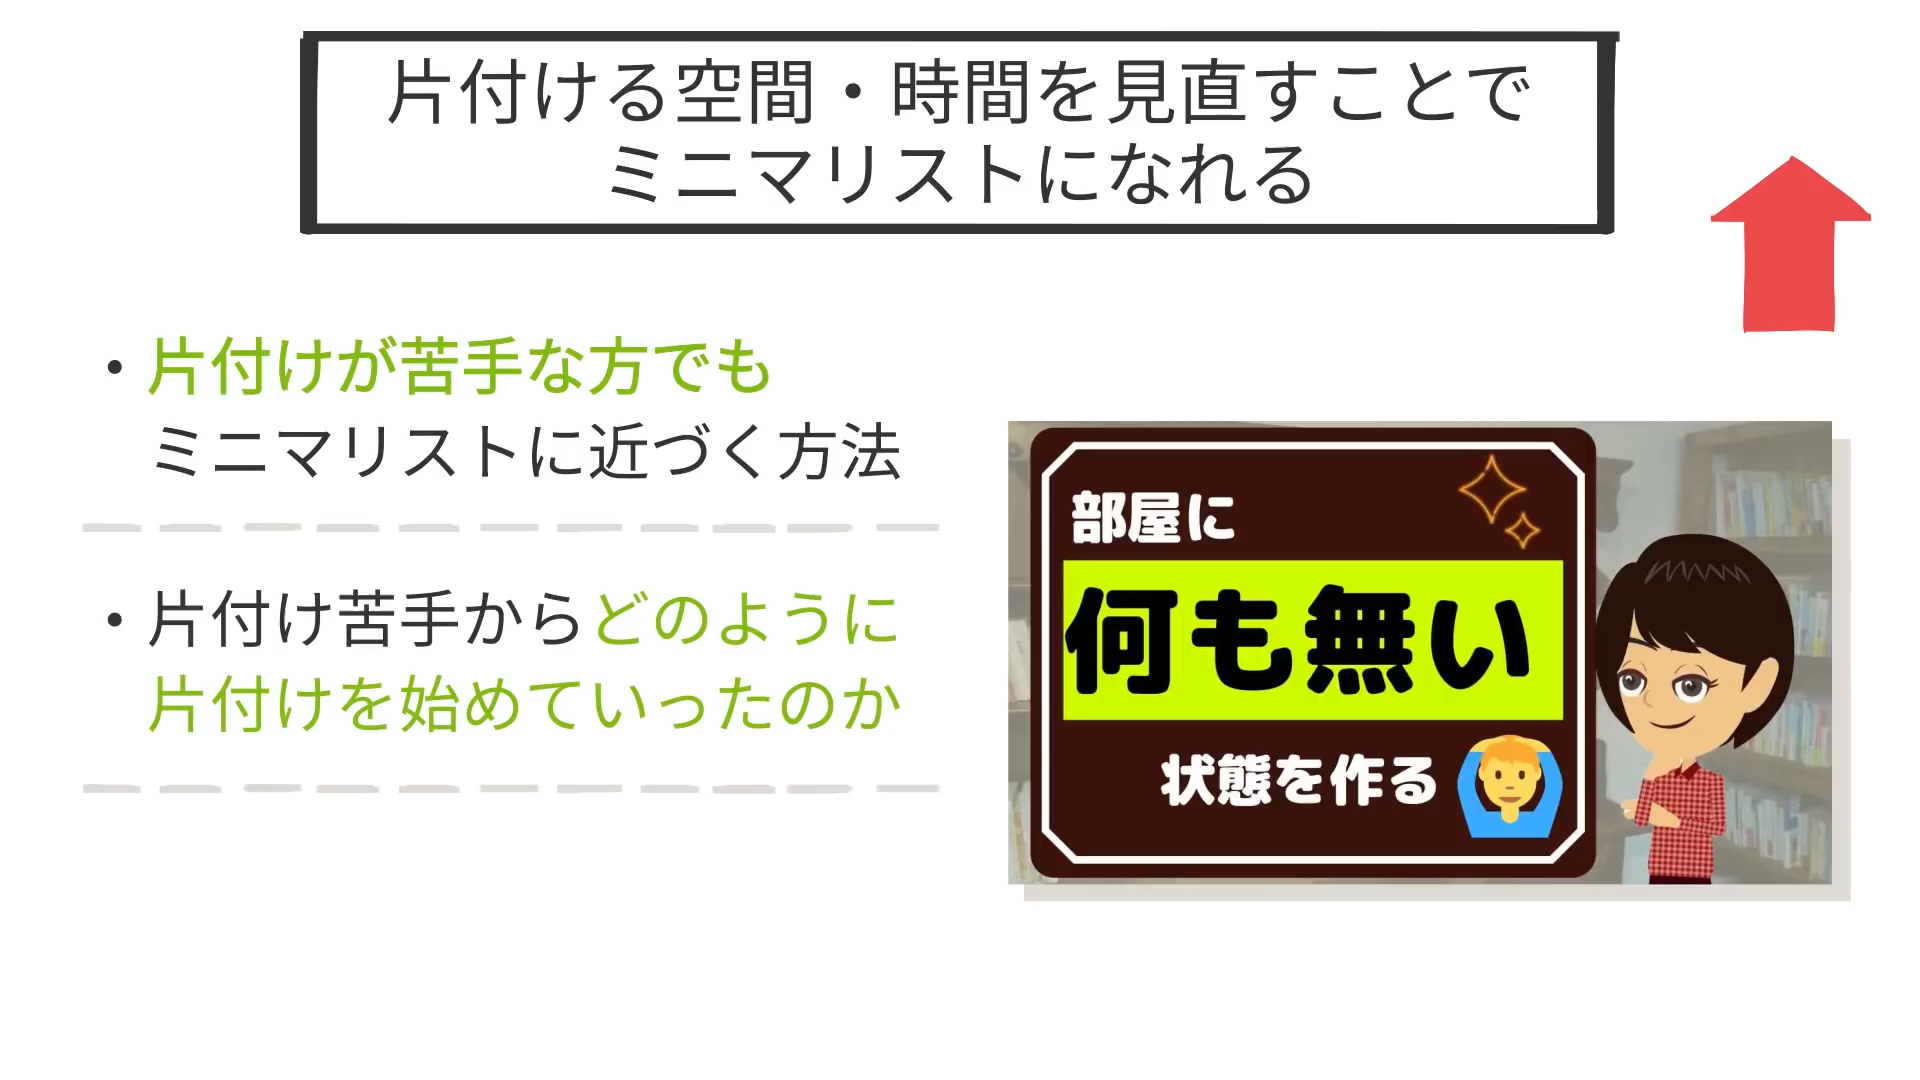 片付ける空間・時間を見直すことで
ミニマリストになれる
・片付けが苦手な方でも
ミニマリストに近づく方法
・片付け苦手からどのように
片付けを始めていったのか
部屋に
何も無い
状態を作る